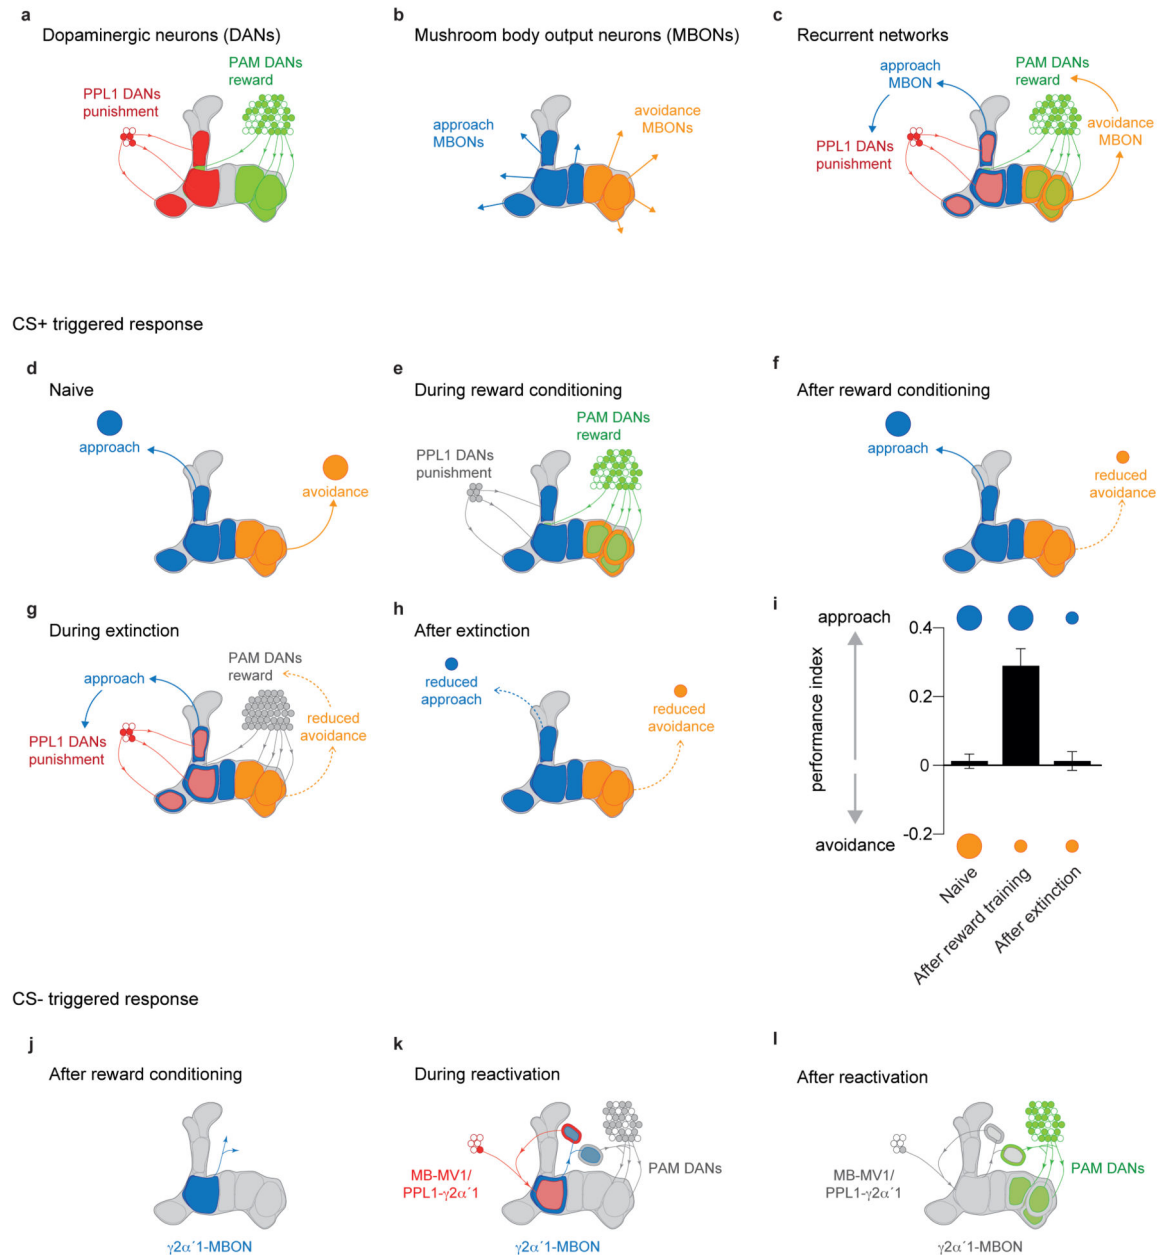 a
Dopaminergic neurons (DANs)
PAM DANs
reward
PPL1 DANs
punishment
b
Mushroom body output neurons (MBONs)
approach
MBONs
avoidance
MBONs
c
Recurrent networks
approach
MBON
PAM DANs
reward
avoidance
MBON
PPL1 DANs
punishment
CS+ triggered response
d
Naive
approach
avoidance
e
During reward conditioning
PAM DANs
reward
PPL1 DANs
punishment
f
After reward conditioning
approach
reduced
avoidance
g
During extinction
approach
PAM DANs
reward
reduced
avoidance
PPL1 DANs
punishment
h
After extinction
reduced
approach
reduced
avoidance
i
approach
0.4
0.2
0
-0.2
performance index
avoidance
Naive
After reward training
After extinction
CS- triggered response
j
After reward conditioning
γ2α´1-MBON
k
During reactivation
MB-MV1/
PPL1-γ2α´1
PAM DANs
γ2α´1-MBON
l
After reactivation
MB-MV1/
PPL1-γ2α´1
PAM DANs
γ2α´1-MBON